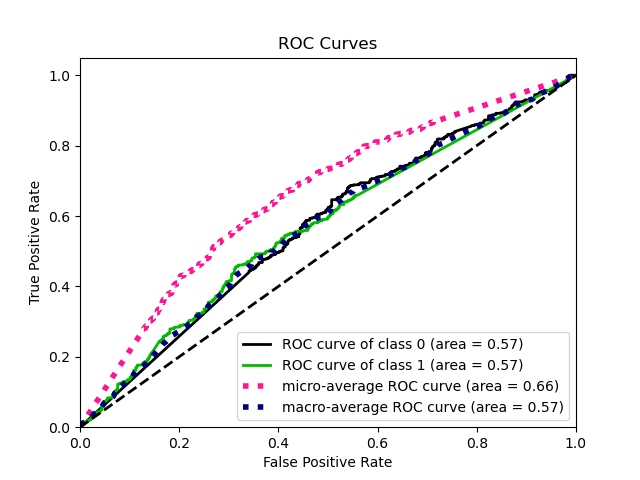 ROC Curves
True Positive Rate
1.0
0.8
0.6
0.4
0.2
0.0
ROC curve of class 0 (area = 0.57)
ROC curve of class 1 (area = 0.57)
micro-average ROC curve (area = 0.66)
macro-average ROC curve (area = 0.57)
0.0 0.2 0.4 0.6 0.8 1.0
False Positive Rate